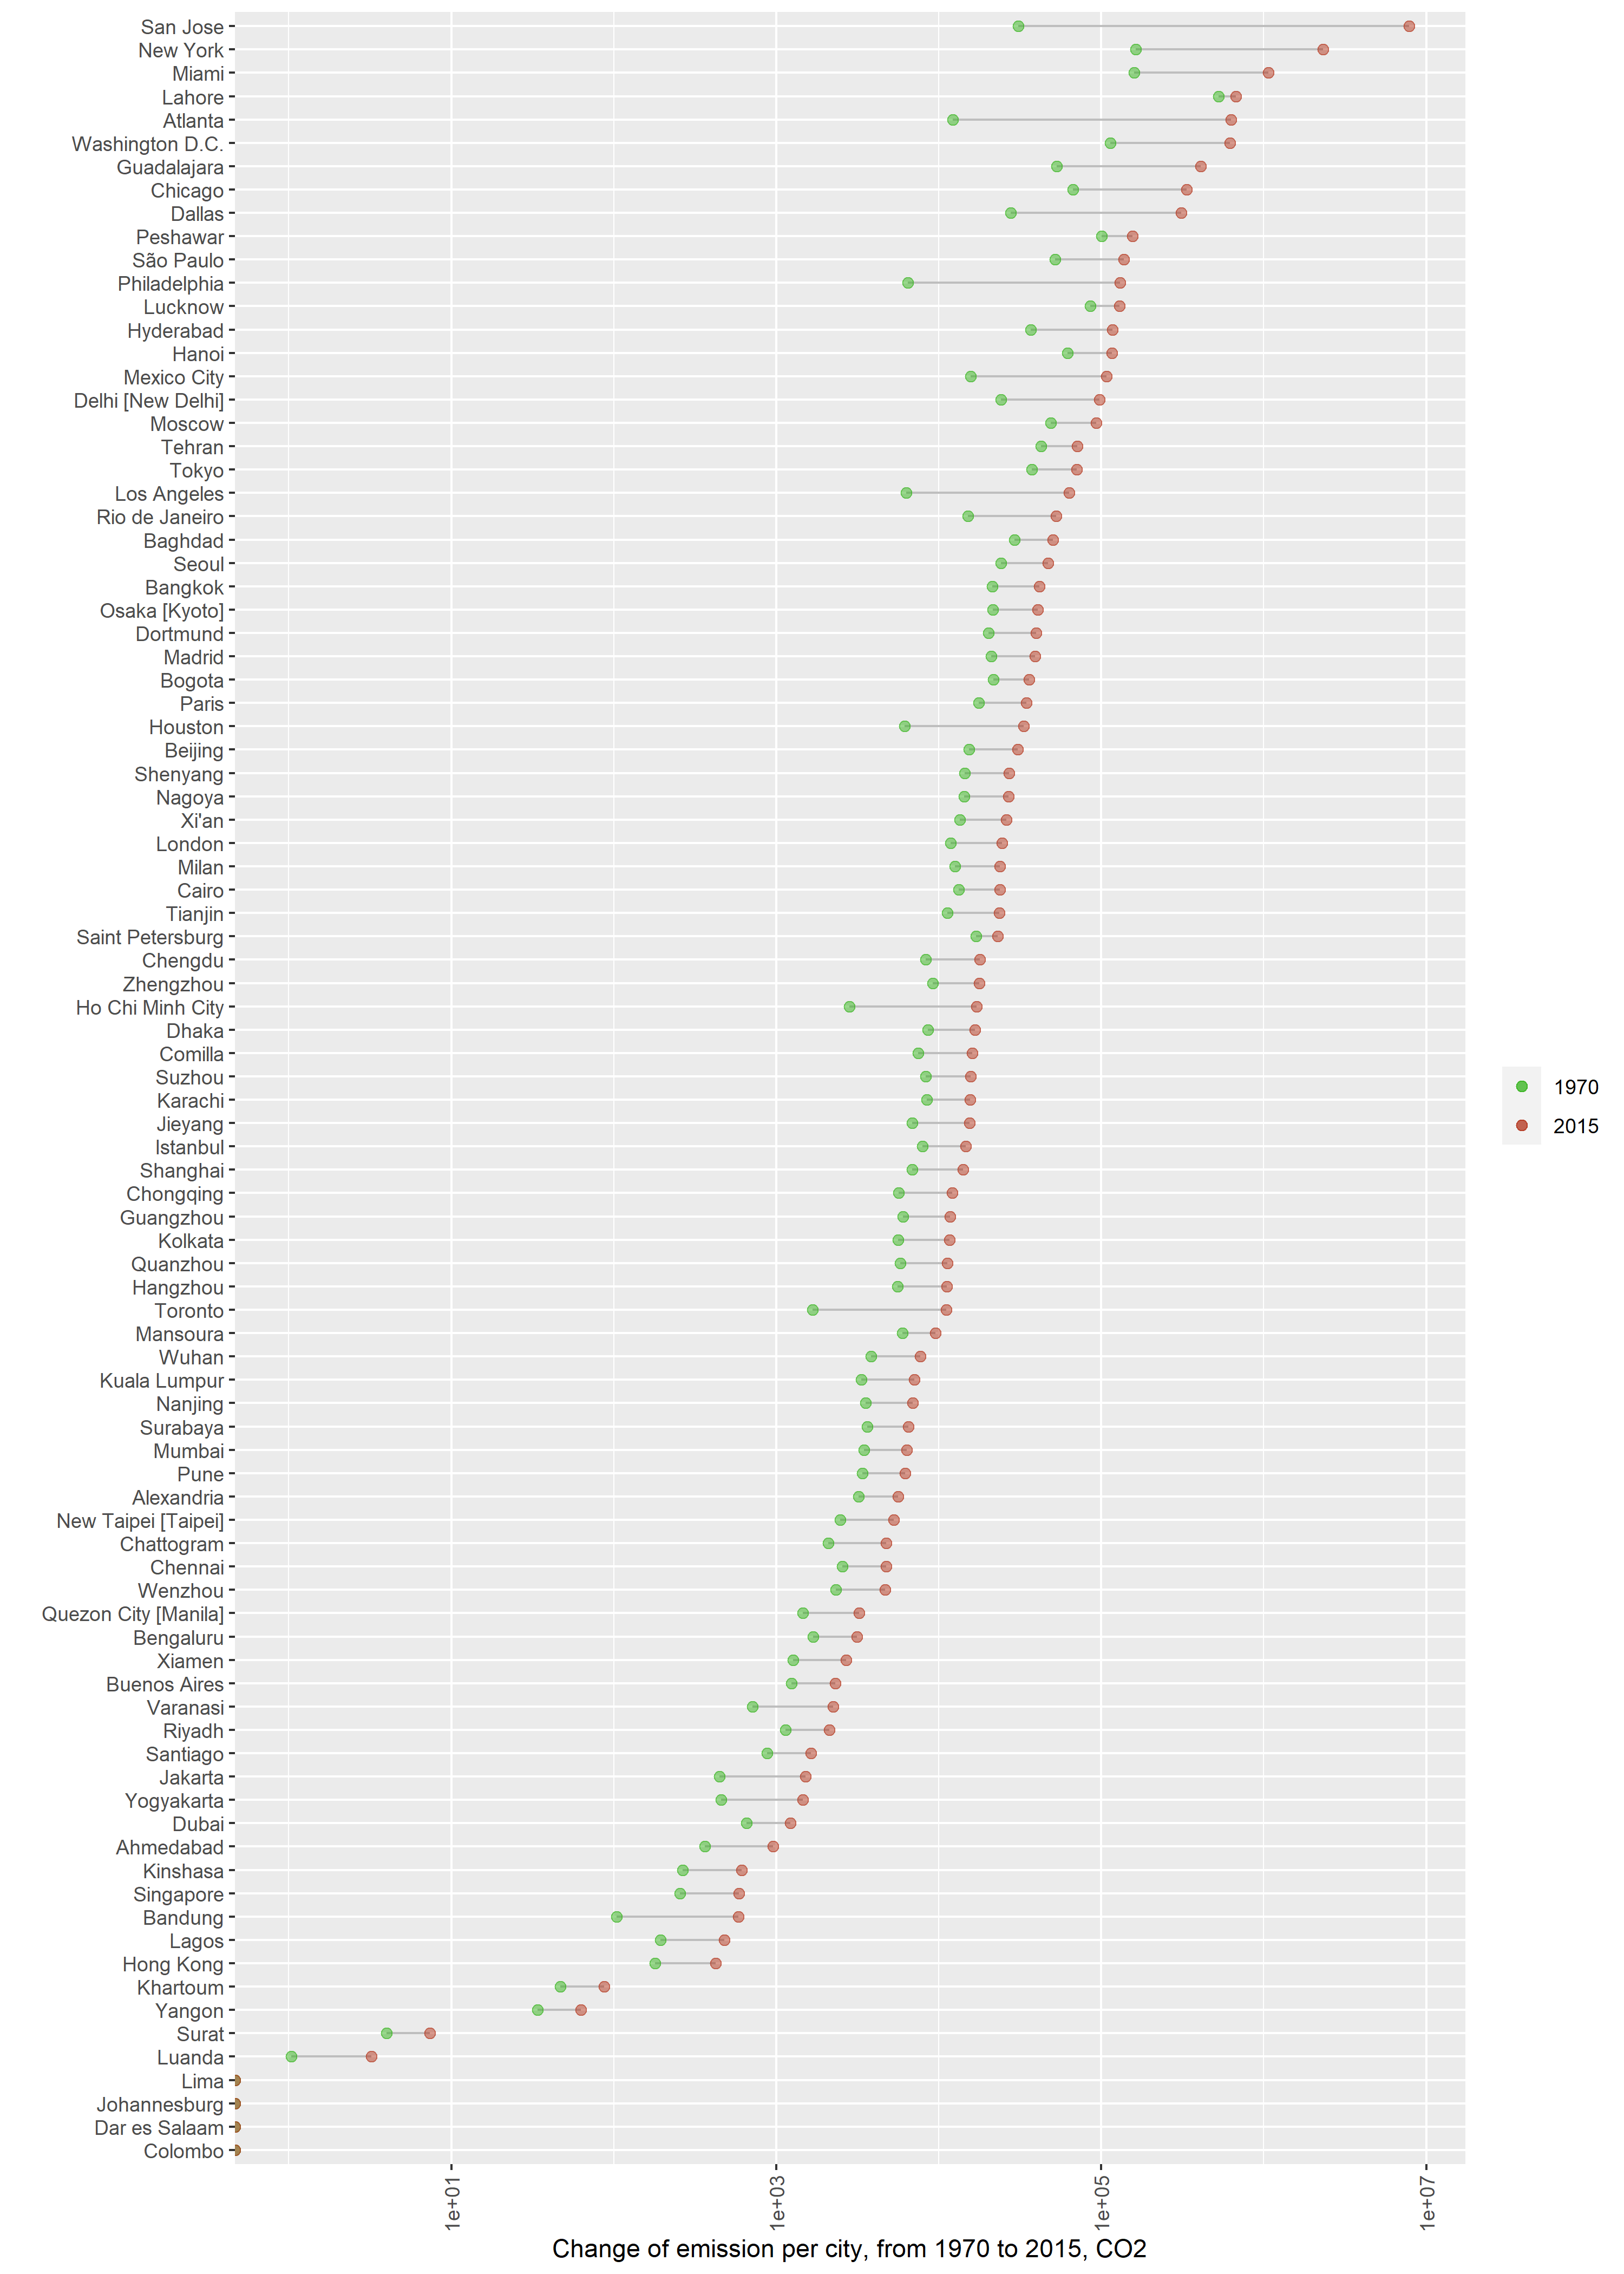 San Jose
New York
Miami
Lahore
Atlanta
Washington D.C.
Guadalajara
Chicago
Dallas
Peshawar
São Paulo
Philadelphia
Lucknow
Hyderabad
Hanoi
Mexico City
Delhi [New Delhi]
Moscow
Tehran
Tokyo
Los Angeles
Rio de Janeiro
Baghdad
Seoul
Bangkok
Osaka [Kyoto]
Dortmund
Madrid
Bogota
Paris
Houston
Beijing
Shenyang
Nagoya
Xi'an
London
Milan
Cairo
Tianjin
Saint Petersburg
Chengdu
Zhengzhou
Ho Chi Minh City
Dhaka
Comilla
Suzhou
Karachi
Jieyang
Istanbul
Shanghai
Chongqing
Guangzhou
Kolkata
Quanzhou
Hangzhou
Toronto
Mansoura
Wuhan
Kuala Lumpur
Nanjing
Surabaya
Mumbai
Pune
Alexandria
New Taipei [Taipei]
Chattogram
Chennai
Wenzhou
Quezon City [Manila]
Bengaluru
Xiamen
Buenos Aires
Varanasi
Riyadh
Santiago
Jakarta
Yogyakarta
Dubai
Ahmedabad
Kinshasa
Singapore
Bandung
Lagos
Hong Kong
Khartoum
Yangon
Surat
Luanda
Lima
Johannesburg
Dar es Salaam
Colombo
1e+01
1e+03
1e+05
1e+07
Change of emission per city, from 1970 to 2015, CO2
1970
2015